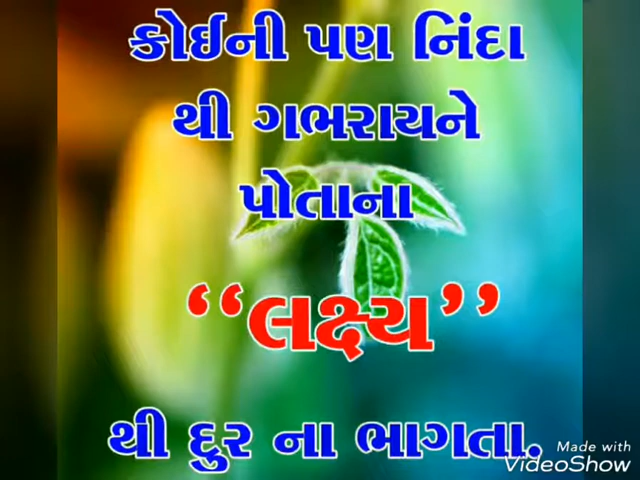 કોઈની પણ નિંદા
થી ગભરાયને
પોતાના
‘‘લક્ષ્ય’’
થી દુર ના ભાગતા.
Made with
VideoShow